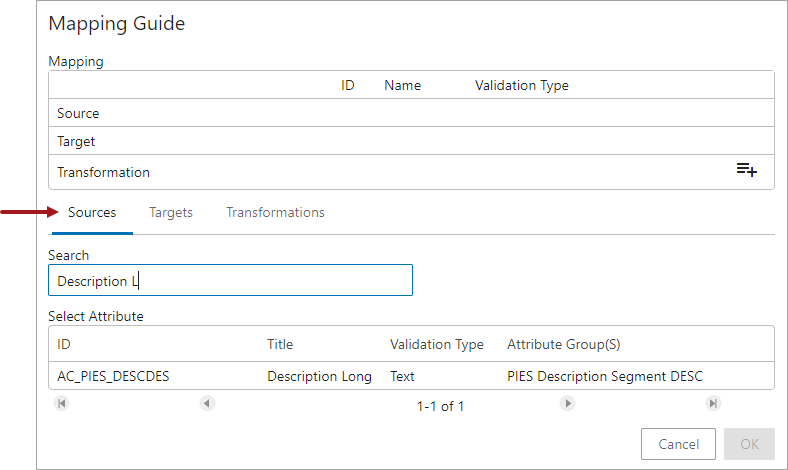 Mapping Guide
Mapping
ID Name Validation Type
Source
Target
Transformation
Sources Targets Transformations
Search
Description L
Select Attribute
ID Title Validation Type Attribute Group(S)
AC_PIES_DESCDES Description Long Text PIES Description Segment DESC
1-1 of 1
Cancel OK